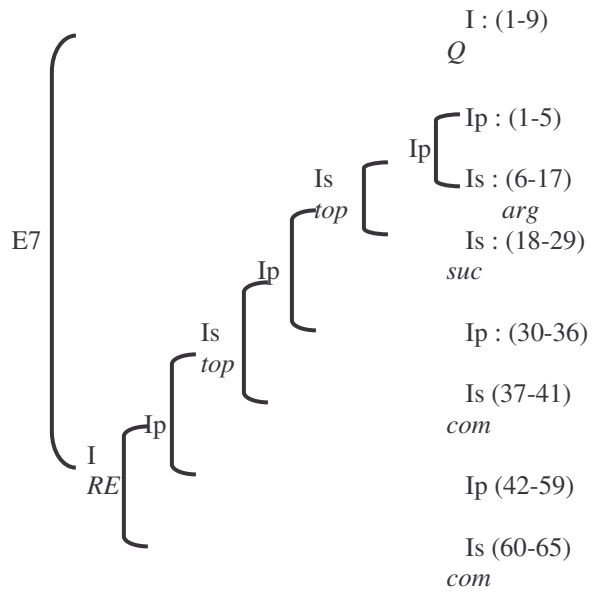 I : (1-9)
Q
Ip : (1-5)
Ip
Is
Is : (6-17)
top
arg
E7
Is : (18-29)
Ip
suc
Is
Ip : (30-36)
top
Is (37-41)
Ip
com
I
RE
Ip (42-59)
Is (60-65)
com